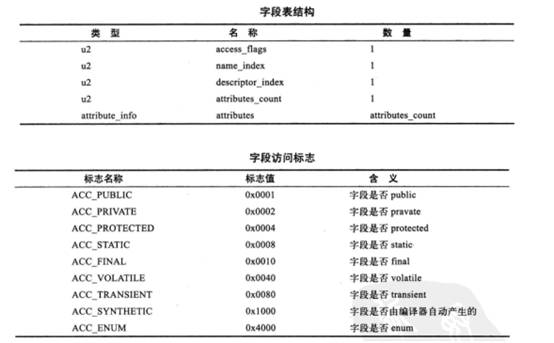 字段表结构
类 型 名 称 数 量
u2 access_flags 1
u2 name_index 1
u2 descriptor_index 1
u2 attributes_count 1
attribute_info attributes attributes_count
字段访问标志
标志名称 标志值 含 义
ACC_PUBLIC 0x0001 字段是否 public
ACC_PRIVATE 0x0002 字段是否 pravate
ACC_PROTECTED 0x0004 字段是否 protected
ACC_STATIC 0x0008 字段是否 static
ACC_FINAL 0x0010 字段是否 final
ACC_VOLATILE 0x0040 字段是否 volatile
ACC_TRANSIENT 0x0080 字段是否 transient
ACC_SYNTHETIC 0x1000 字段是否由编译器自动产生的
ACC_ENUM 0x4000 字段是否 enum